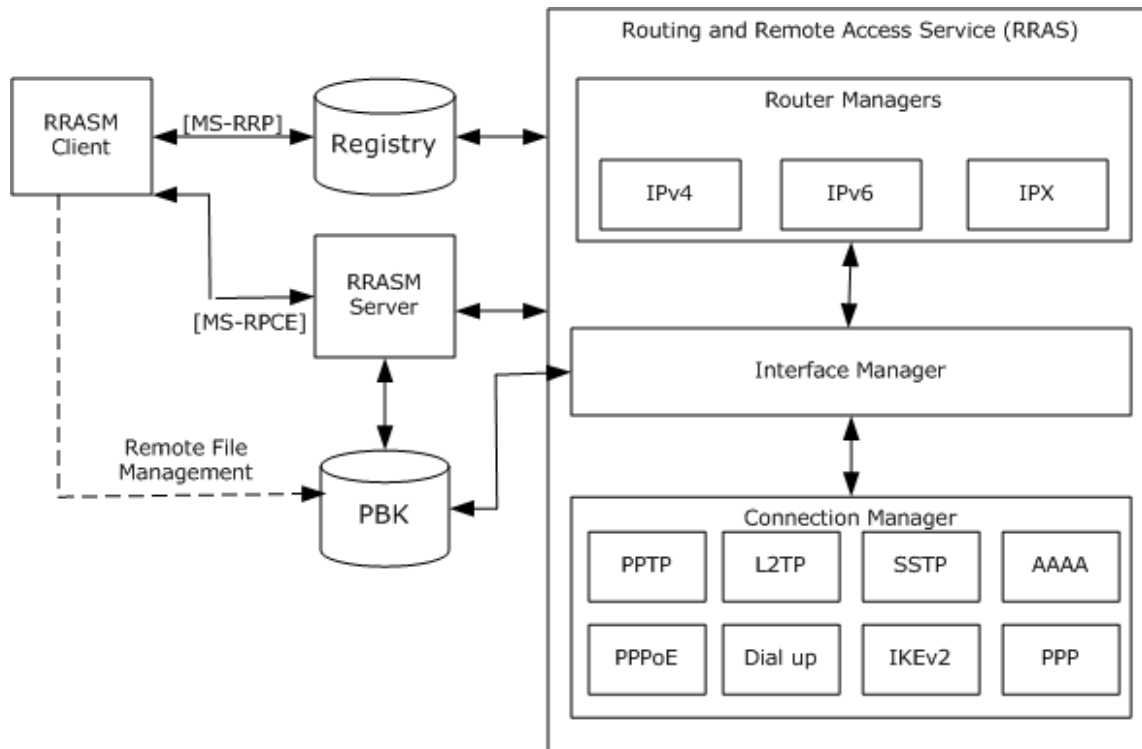 Routing and Remote Access Service (RRAS)
Router Managers
RRASM
Client
[MS-RRP]
Registry
IPv4
IPv6
IPX
RRASM
Server
[MS-RPCE]
Interface Manager
Remote File
Management
PBK
Connection Manager
PPTP
L2TP
SSTP
AAAA
PPPoE
Dial up
IKEv2
PPP